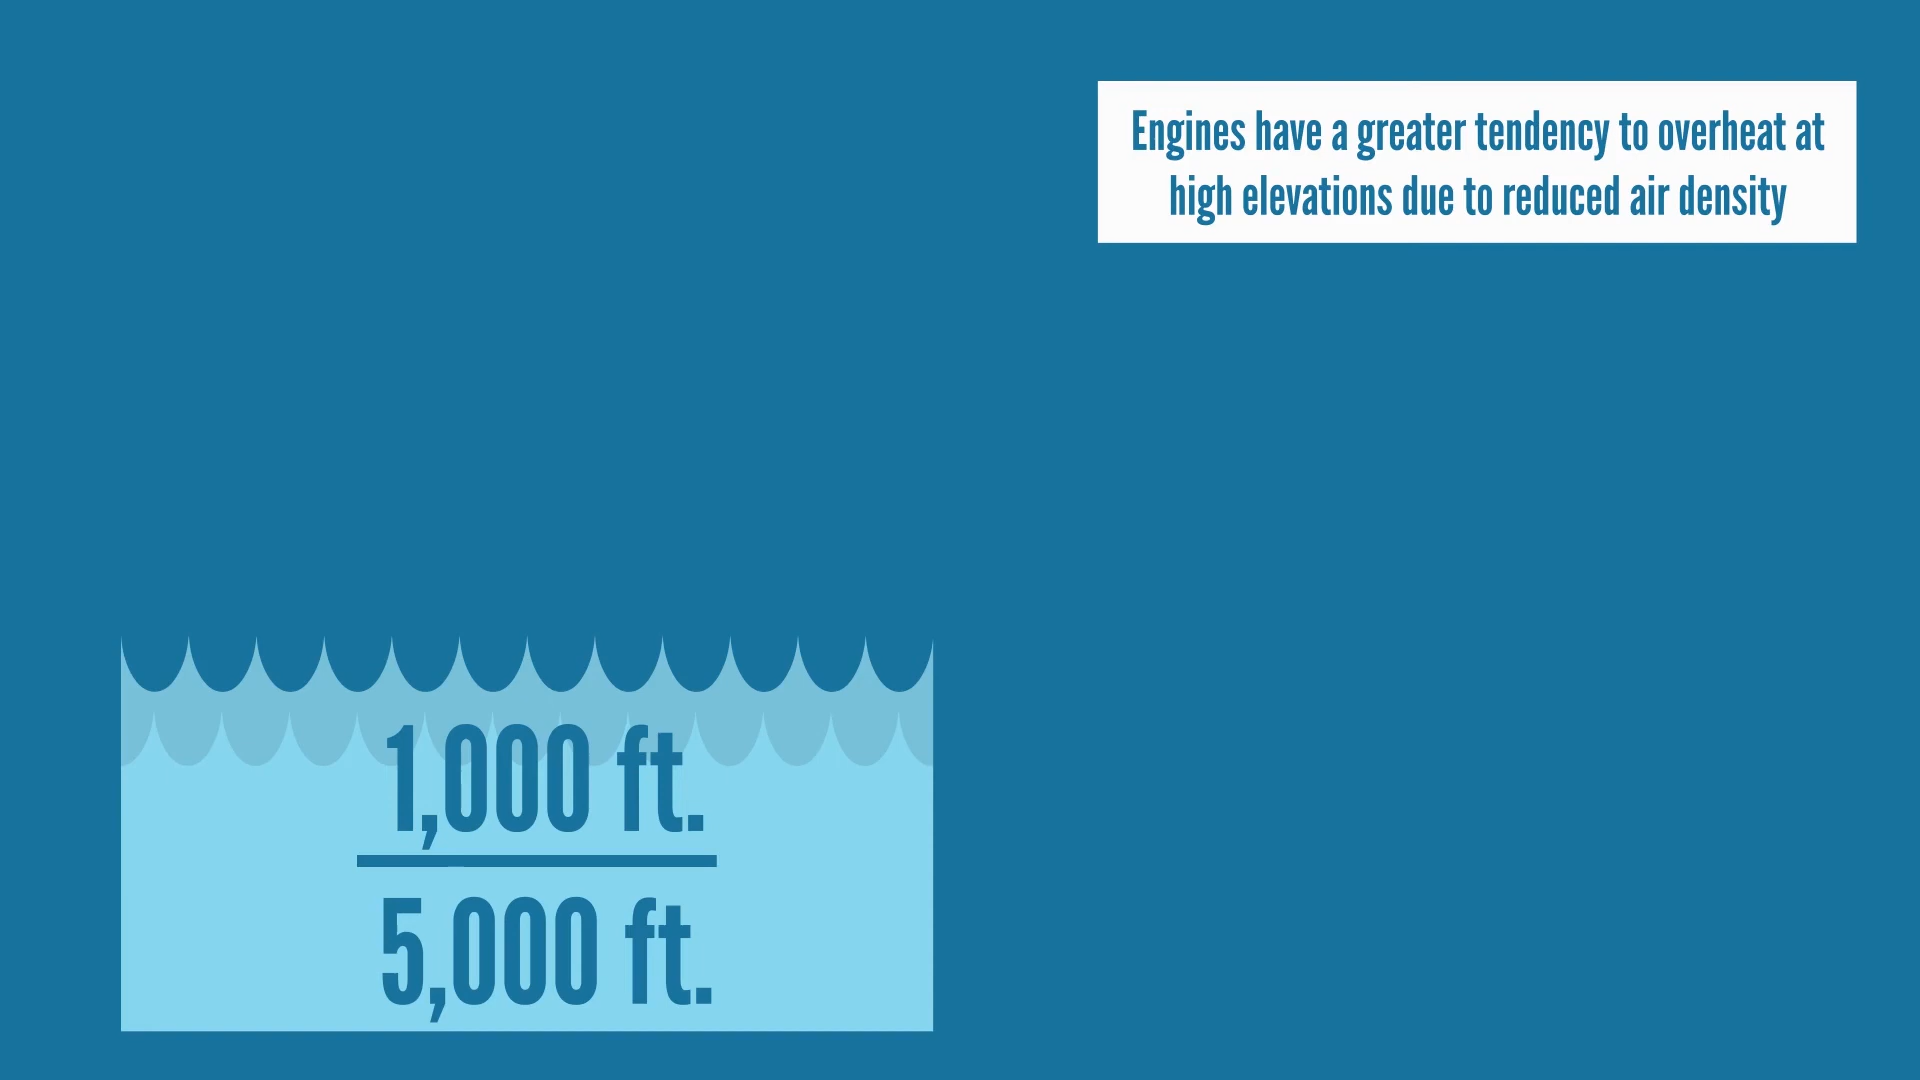 Engines have a greater tendency to overheat at
high elevations due to reduced air density
1,000 ft.
5,000 ft.